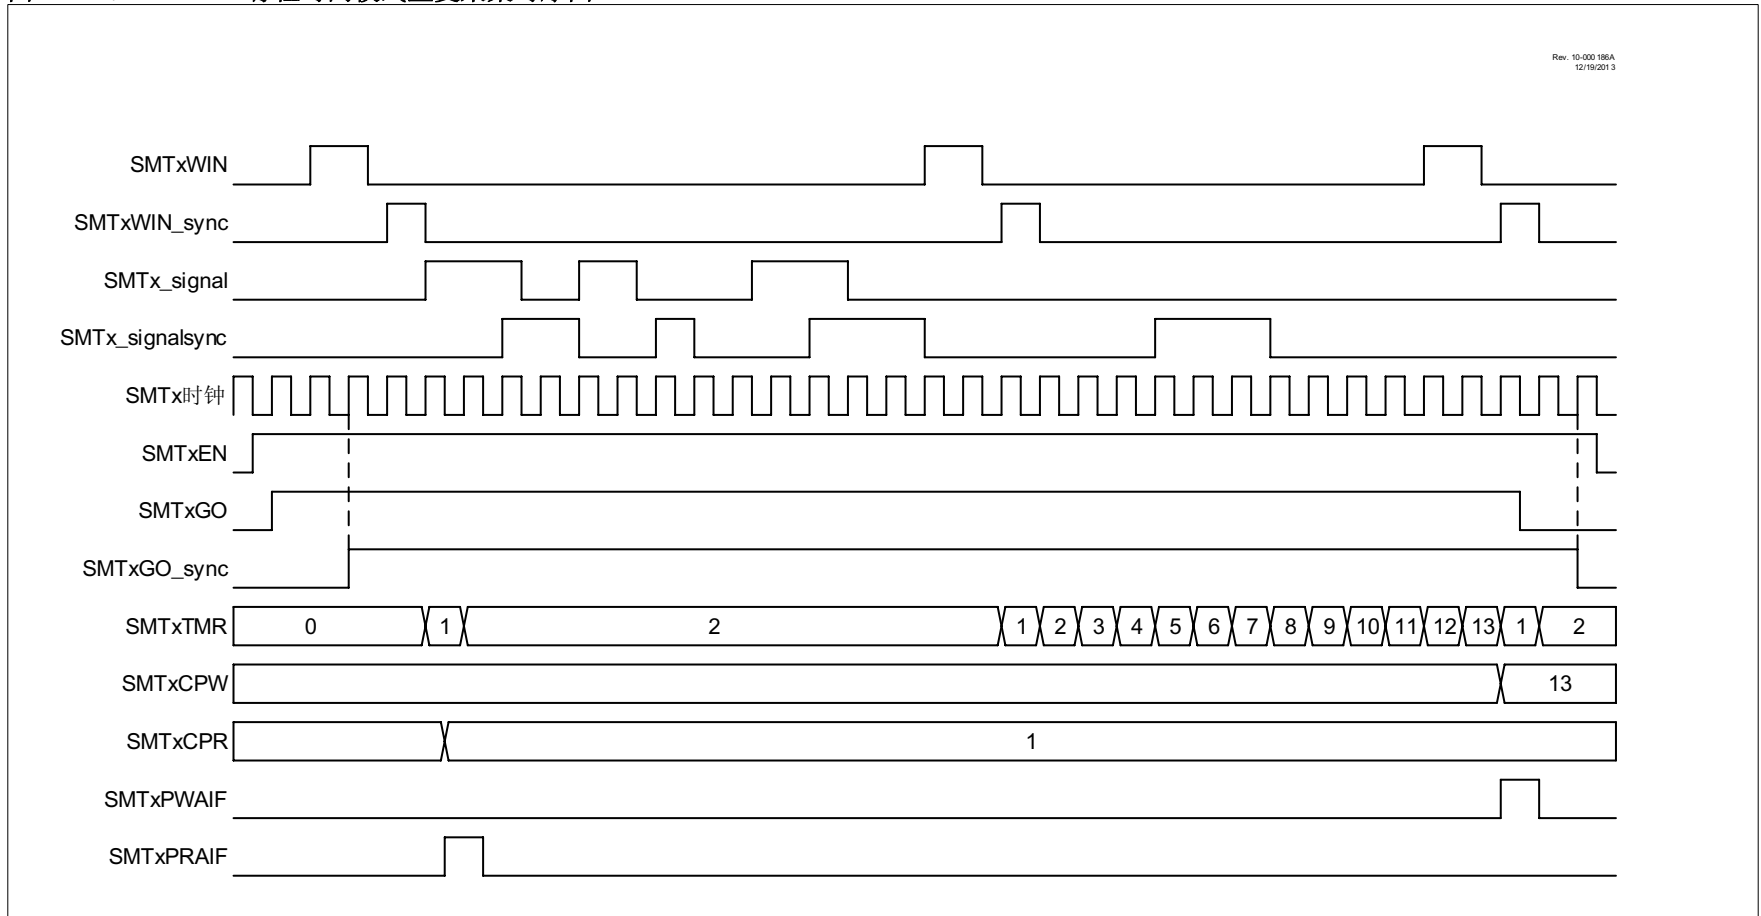 Rev. 10-000 186A
12/19/201 3
SMTxWIN
SMTxWIN_sync
SMTx_signal
SMTx_signalsync
SMTx时钟
SMTxEN
SMTxGO
SMTxGO_sync
SMTxTMR 0 1 2 1 2 3 4 5 6 7 8 9 10 11 12 13 1 2
SMTxCPW 13
SMTxCPR 1
SMTxPWAIF
SMTxPRAIF